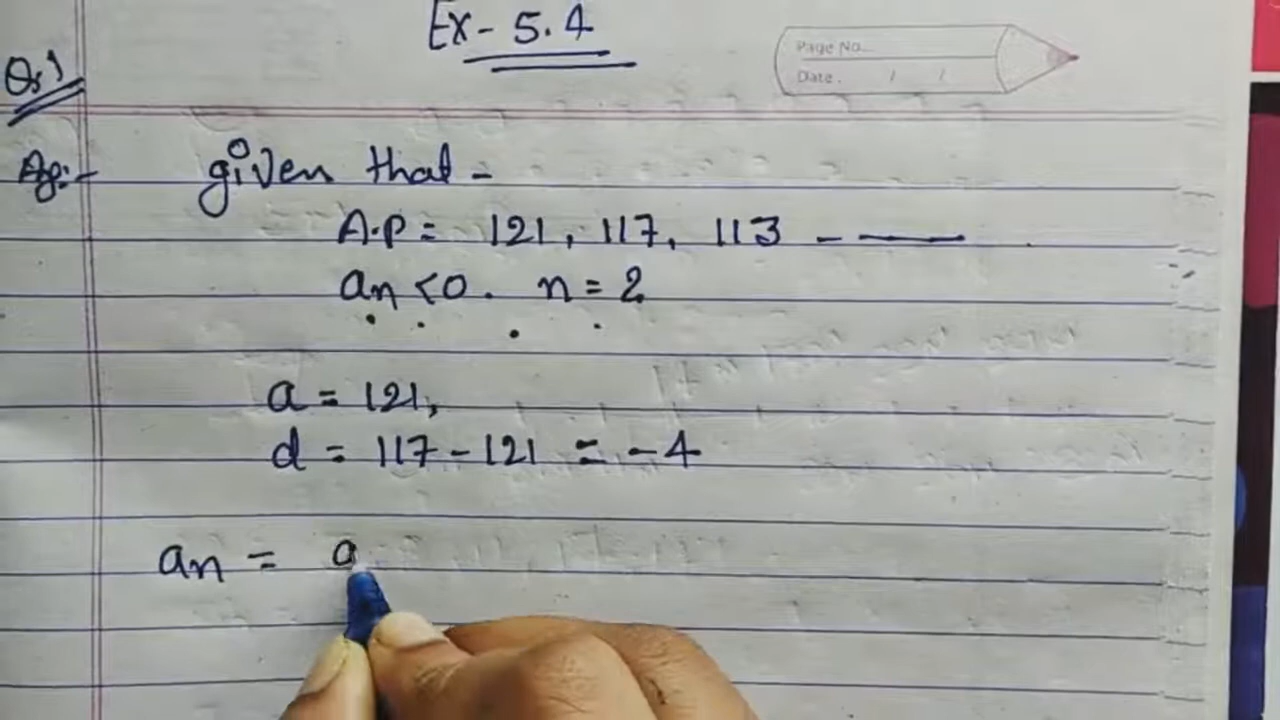 Ex - 5.4
Page No.
Date. / /
Q.1
given that -
A.P = 121, 117, 113 - ——
an <0. n = 2
a = 121,
d = 117 - 121 = -4
an = a